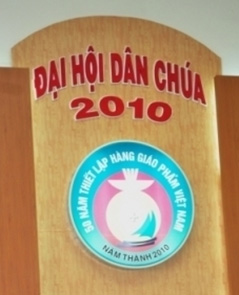 ĐẠI HỘI DÂN CHÚA
2010
50 NĂM THIẾT LẬP HÀNG GIÁO PHẨM VIỆT NAM
NĂM THÁNH 2010